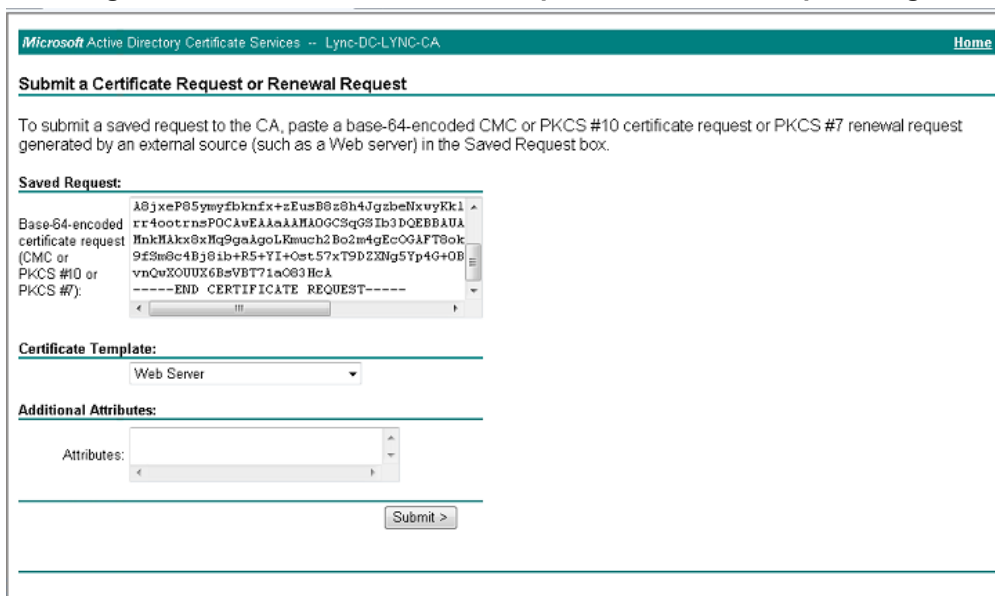 Microsoft Active Directory Certificate Services -- Lync-DC-LYNC-CA
Home
Submit a Certificate Request or Renewal Request
To submit a saved request to the CA, paste a base-64-encoded CMC or PKCS #10 certificate request or PKCS #7 renewal request
generated by an external source (such as a Web server) in the Saved Request box.
Saved Request:
Base-64-encoded
certificate request
(CMC or
PKCS #10 or
PKCS #7):
A8jxeP85ymyfbknfx+zEusB8z8h4JgzbeNxwyKkl
rr4ootrnsPOCAwEAAaAAMA0GCSqGSIb3DQEBBAUA
MnkMAkx8xMq9gaAgoLKmuch2Bo2m4gEcOGAFT8ok
9fSm8c4Bj8ib+R5+YI+Ost57xT9DZXNg5Yp4G+OB
vnQwXOUUX6BsVBT71aO83HcA
-----END CERTIFICATE REQUEST-----
Certificate Template:
Web Server
Additional Attributes:
Attributes:
Submit >